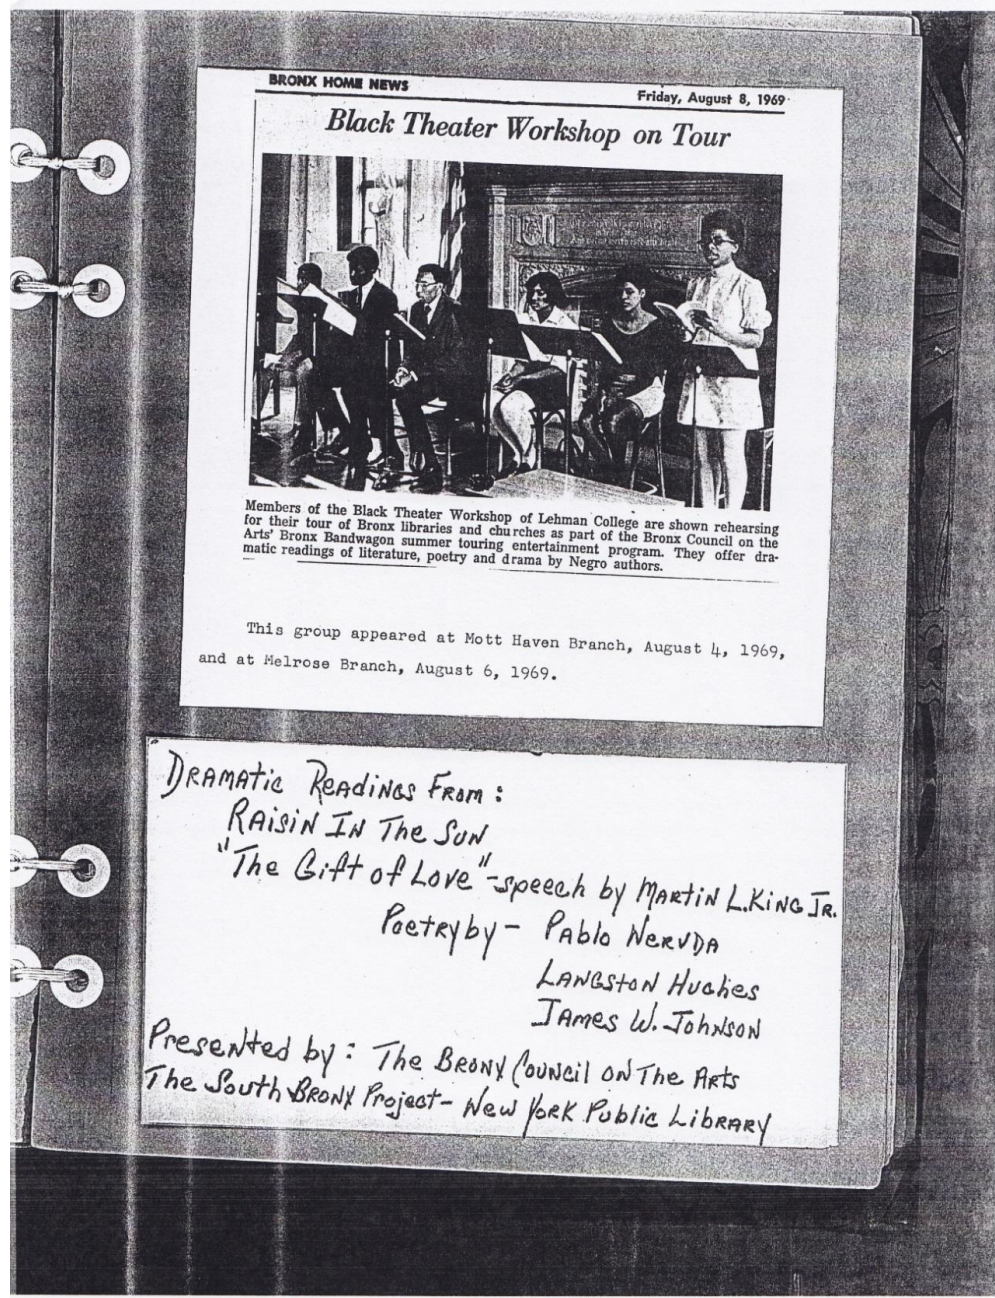 BRONX HOME NEWS
Friday, August 8, 1969
Black Theater Workshop on Tour
Members of the Black Theater Workshop of Lehman College are shown rehearsing
for their tour of Bronx libraries and churches as part of the Bronx Council on the
Arts' Bronx Bandwagon summer touring entertainment program. They offer dra-
matic readings of literature, poetry and drama by Negro authors.
This group appeared at Mott Haven Branch, August 4, 1969,
and at Melrose Branch, August 6, 1969.
Dramatic Readings From:
Raisin In The Sun
"The Gift of Love" - speech by Martin L. King Jr.
Poetry by - Pablo Neruda
Langston Hughes
James W. Johnson
Presented by: The Bronx Council on The Arts
The South Bronx Project - New York Public Library